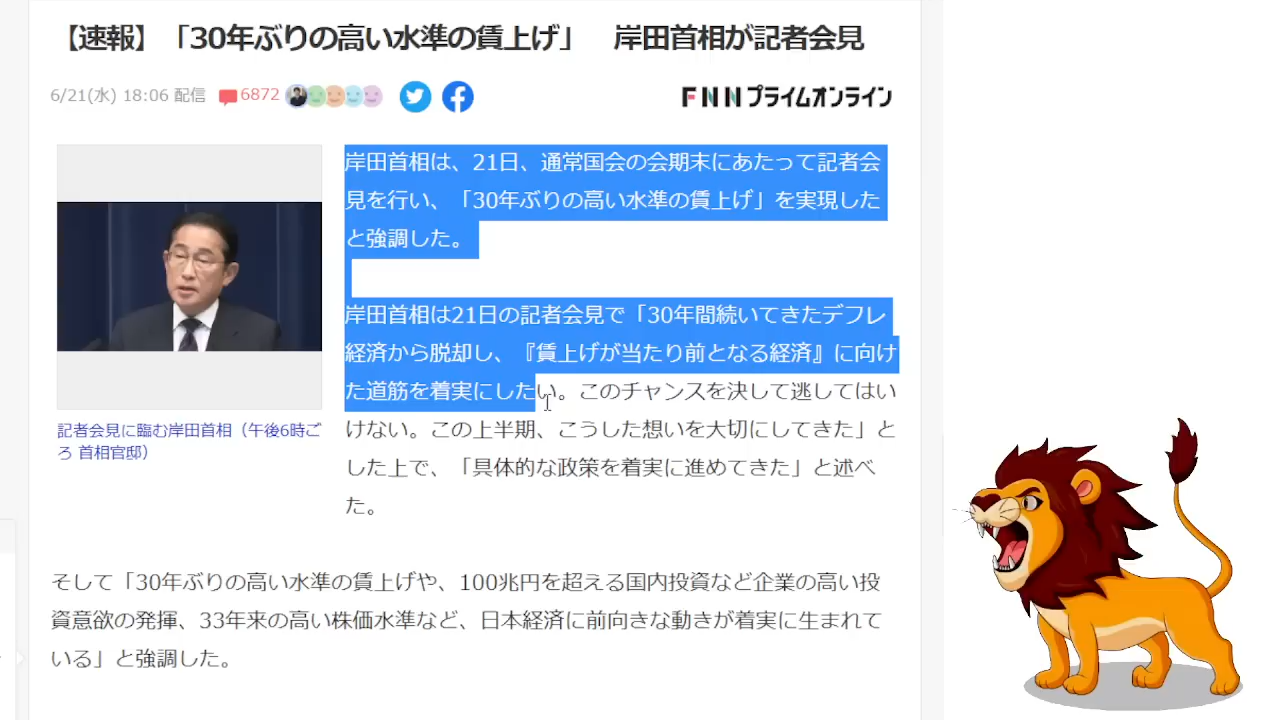 【速報】「30年ぶりの高い水準の賃上げ」　岸田首相が記者会見
6/21(水) 18:06 配信 6872
FNNプライムオンライン
岸田首相は、21日、通常国会の会期末にあたって記者会
見を行い、「30年ぶりの高い水準の賃上げ」を実現した
と強調した。
岸田首相は21日の記者会見で「30年間続いてきたデフレ
経済から脱却し、『賃上げが当たり前となる経済』に向け
た道筋を着実にしたい。このチャンスを決して逃してはい
けない。この上半期、こうした想いを大切にしてきた」と
した上で、「具体的な政策を着実に進めてきた」と述べ
た。
記者会見に臨む岸田首相（午後6時ご
ろ 首相官邸）
そして「30年ぶりの高い水準の賃上げや、100兆円を超える国内投資など企業の高い投
資意欲の発揮、33年来の高い株価水準など、日本経済に前向きな動きが着実に生まれて
いる」と強調した。